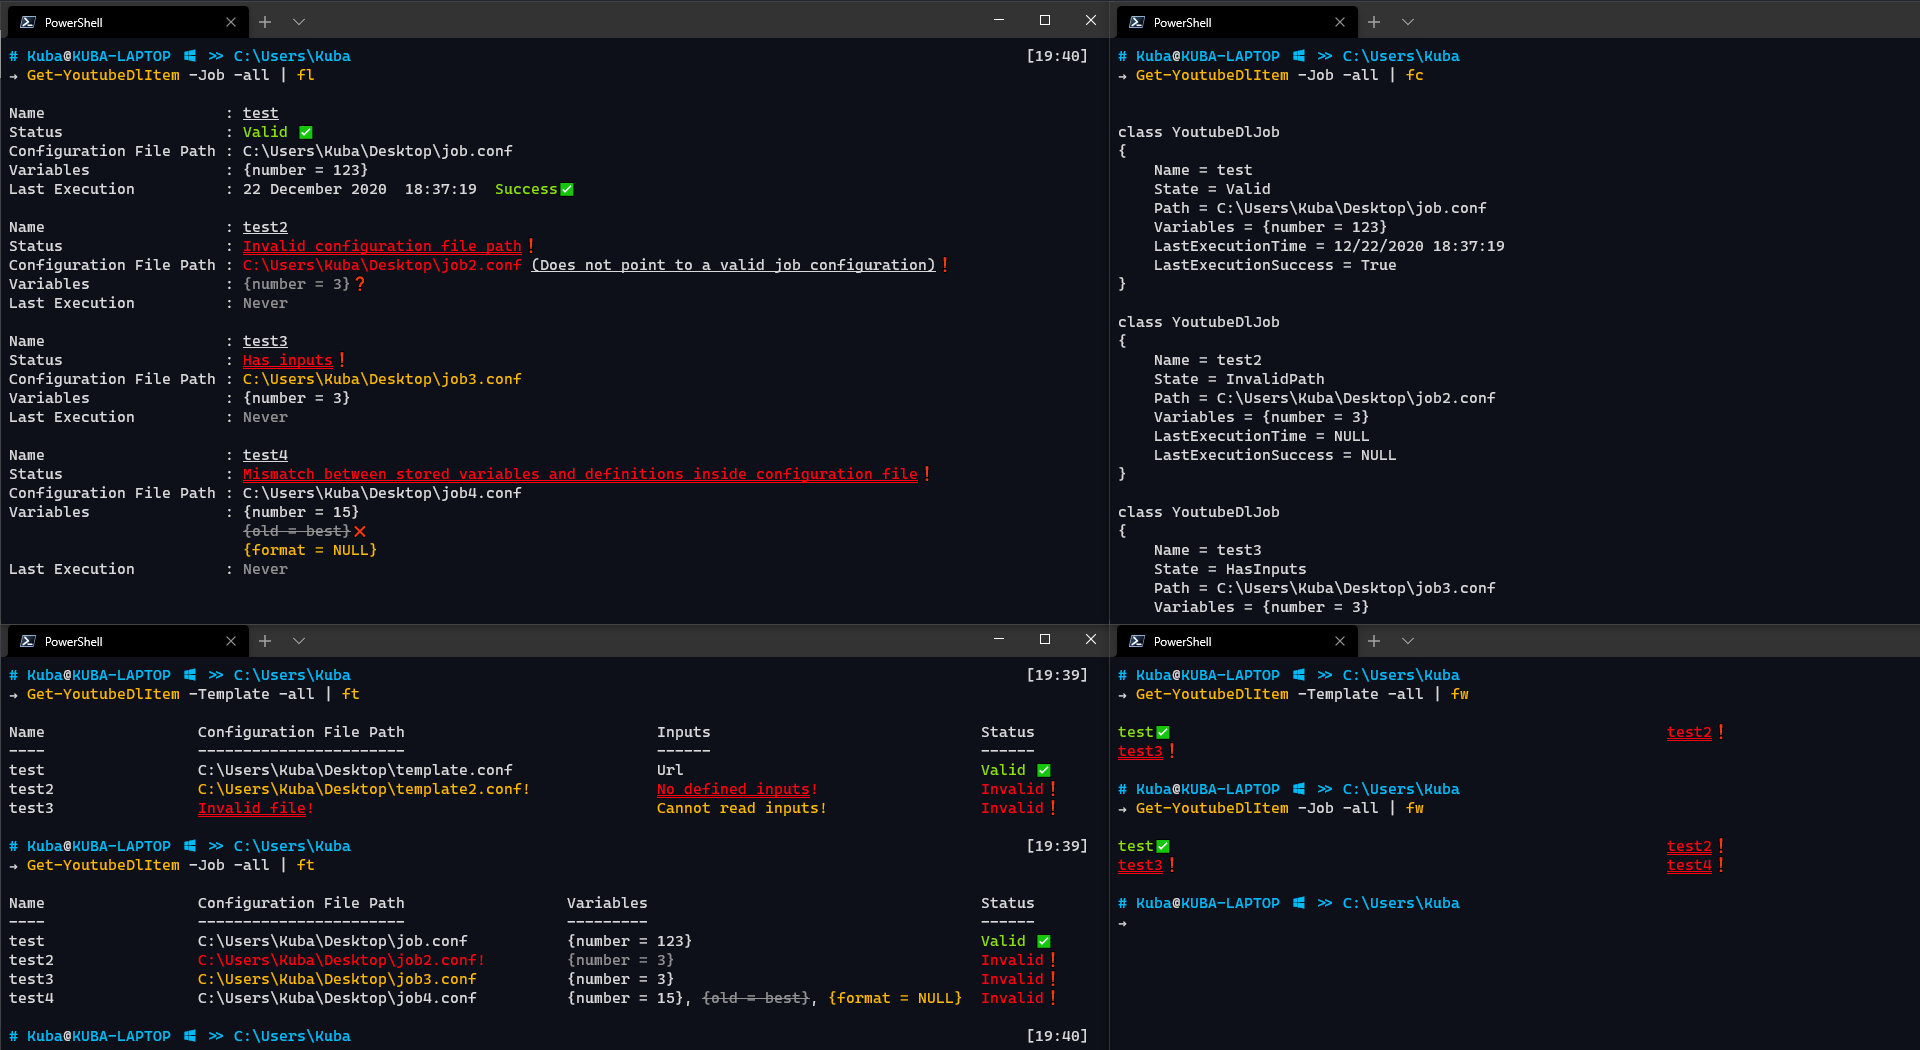 PowerShell
# Kuba@KUBA-LAPTOP >> C:\Users\Kuba [19:40]
→ Get-YoutubeDlItem -Job -all | fl
Name : test
Status : Valid ✅
Configuration File Path : C:\Users\Kuba\Desktop\job.conf
Variables : {number = 123}
Last Execution : 22 December 2020 18:37:19 Success✅
Name : test2
Status : Invalid configuration file path❗
Configuration File Path : C:\Users\Kuba\Desktop\job2.conf (Does not point to a valid job configuration)❗
Variables : {number = 3}❓
Last Execution : Never
Name : test3
Status : Has inputs❗
Configuration File Path : C:\Users\Kuba\Desktop\job3.conf
Variables : {number = 3}
Last Execution : Never
Name : test4
Status : Mismatch between stored variables and definitions inside configuration file❗
Configuration File Path : C:\Users\Kuba\Desktop\job4.conf
Variables : {number = 15}
{old = best}❌
{format = NULL}
Last Execution : Never
PowerShell
# Kuba@KUBA-LAPTOP >> C:\Users\Kuba
→ Get-YoutubeDlItem -Job -all | fc
class YoutubeDlJob
{
Name = test
State = Valid
Path = C:\Users\Kuba\Desktop\job.conf
Variables = {number = 123}
LastExecutionTime = 12/22/2020 18:37:19
LastExecutionSuccess = True
}
class YoutubeDlJob
{
Name = test2
State = InvalidPath
Path = C:\Users\Kuba\Desktop\job2.conf
Variables = {number = 3}
LastExecutionTime = NULL
LastExecutionSuccess = NULL
}
class YoutubeDlJob
{
Name = test3
State = HasInputs
Path = C:\Users\Kuba\Desktop\job3.conf
Variables = {number = 3}
PowerShell
# Kuba@KUBA-LAPTOP >> C:\Users\Kuba [19:39]
→ Get-YoutubeDlItem -Template -all | ft
Name Configuration File Path Inputs Status
---- ----------------------- ------ ------
test C:\Users\Kuba\Desktop\template.conf Url Valid ✅
test2 C:\Users\Kuba\Desktop\template2.conf! No defined inputs! Invalid❗
test3 Invalid file! Cannot read inputs! Invalid❗
# Kuba@KUBA-LAPTOP >> C:\Users\Kuba [19:39]
→ Get-YoutubeDlItem -Job -all | ft
Name Configuration File Path Variables Status
---- ----------------------- --------- ------
test C:\Users\Kuba\Desktop\job.conf {number = 123} Valid ✅
test2 C:\Users\Kuba\Desktop\job2.conf! {number = 3} Invalid❗
test3 C:\Users\Kuba\Desktop\job3.conf {number = 3} Invalid❗
test4 C:\Users\Kuba\Desktop\job4.conf {number = 15}, {old = best}, {format = NULL} Invalid❗
# Kuba@KUBA-LAPTOP >> C:\Users\Kuba [19:40]
PowerShell
# Kuba@KUBA-LAPTOP >> C:\Users\Kuba
→ Get-YoutubeDlItem -Template -all | fw
test✅ test2❗
test3❗
# Kuba@KUBA-LAPTOP >> C:\Users\Kuba
→ Get-YoutubeDlItem -Job -all | fw
test✅ test2❗
test3❗ test4❗
# Kuba@KUBA-LAPTOP >> C:\Users\Kuba
→